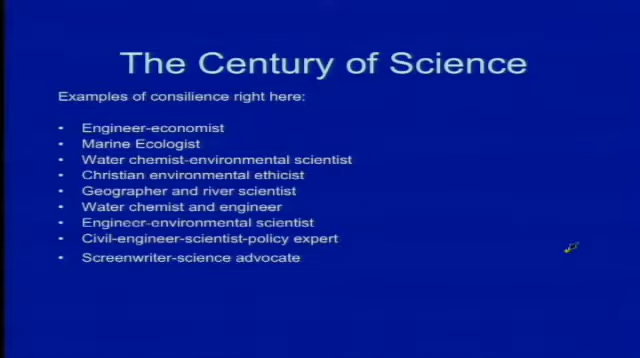 The Century of Science
Examples of consilience right here:
• Engineer-economist
• Marine Ecologist
• Water chemist-environmental scientist
• Christian environmental ethicist
• Geographer and river scientist
• Water chemist and engineer
• Engineer-environmental scientist
• Civil-engineer-scientist-policy expert
• Screenwriter-science advocate